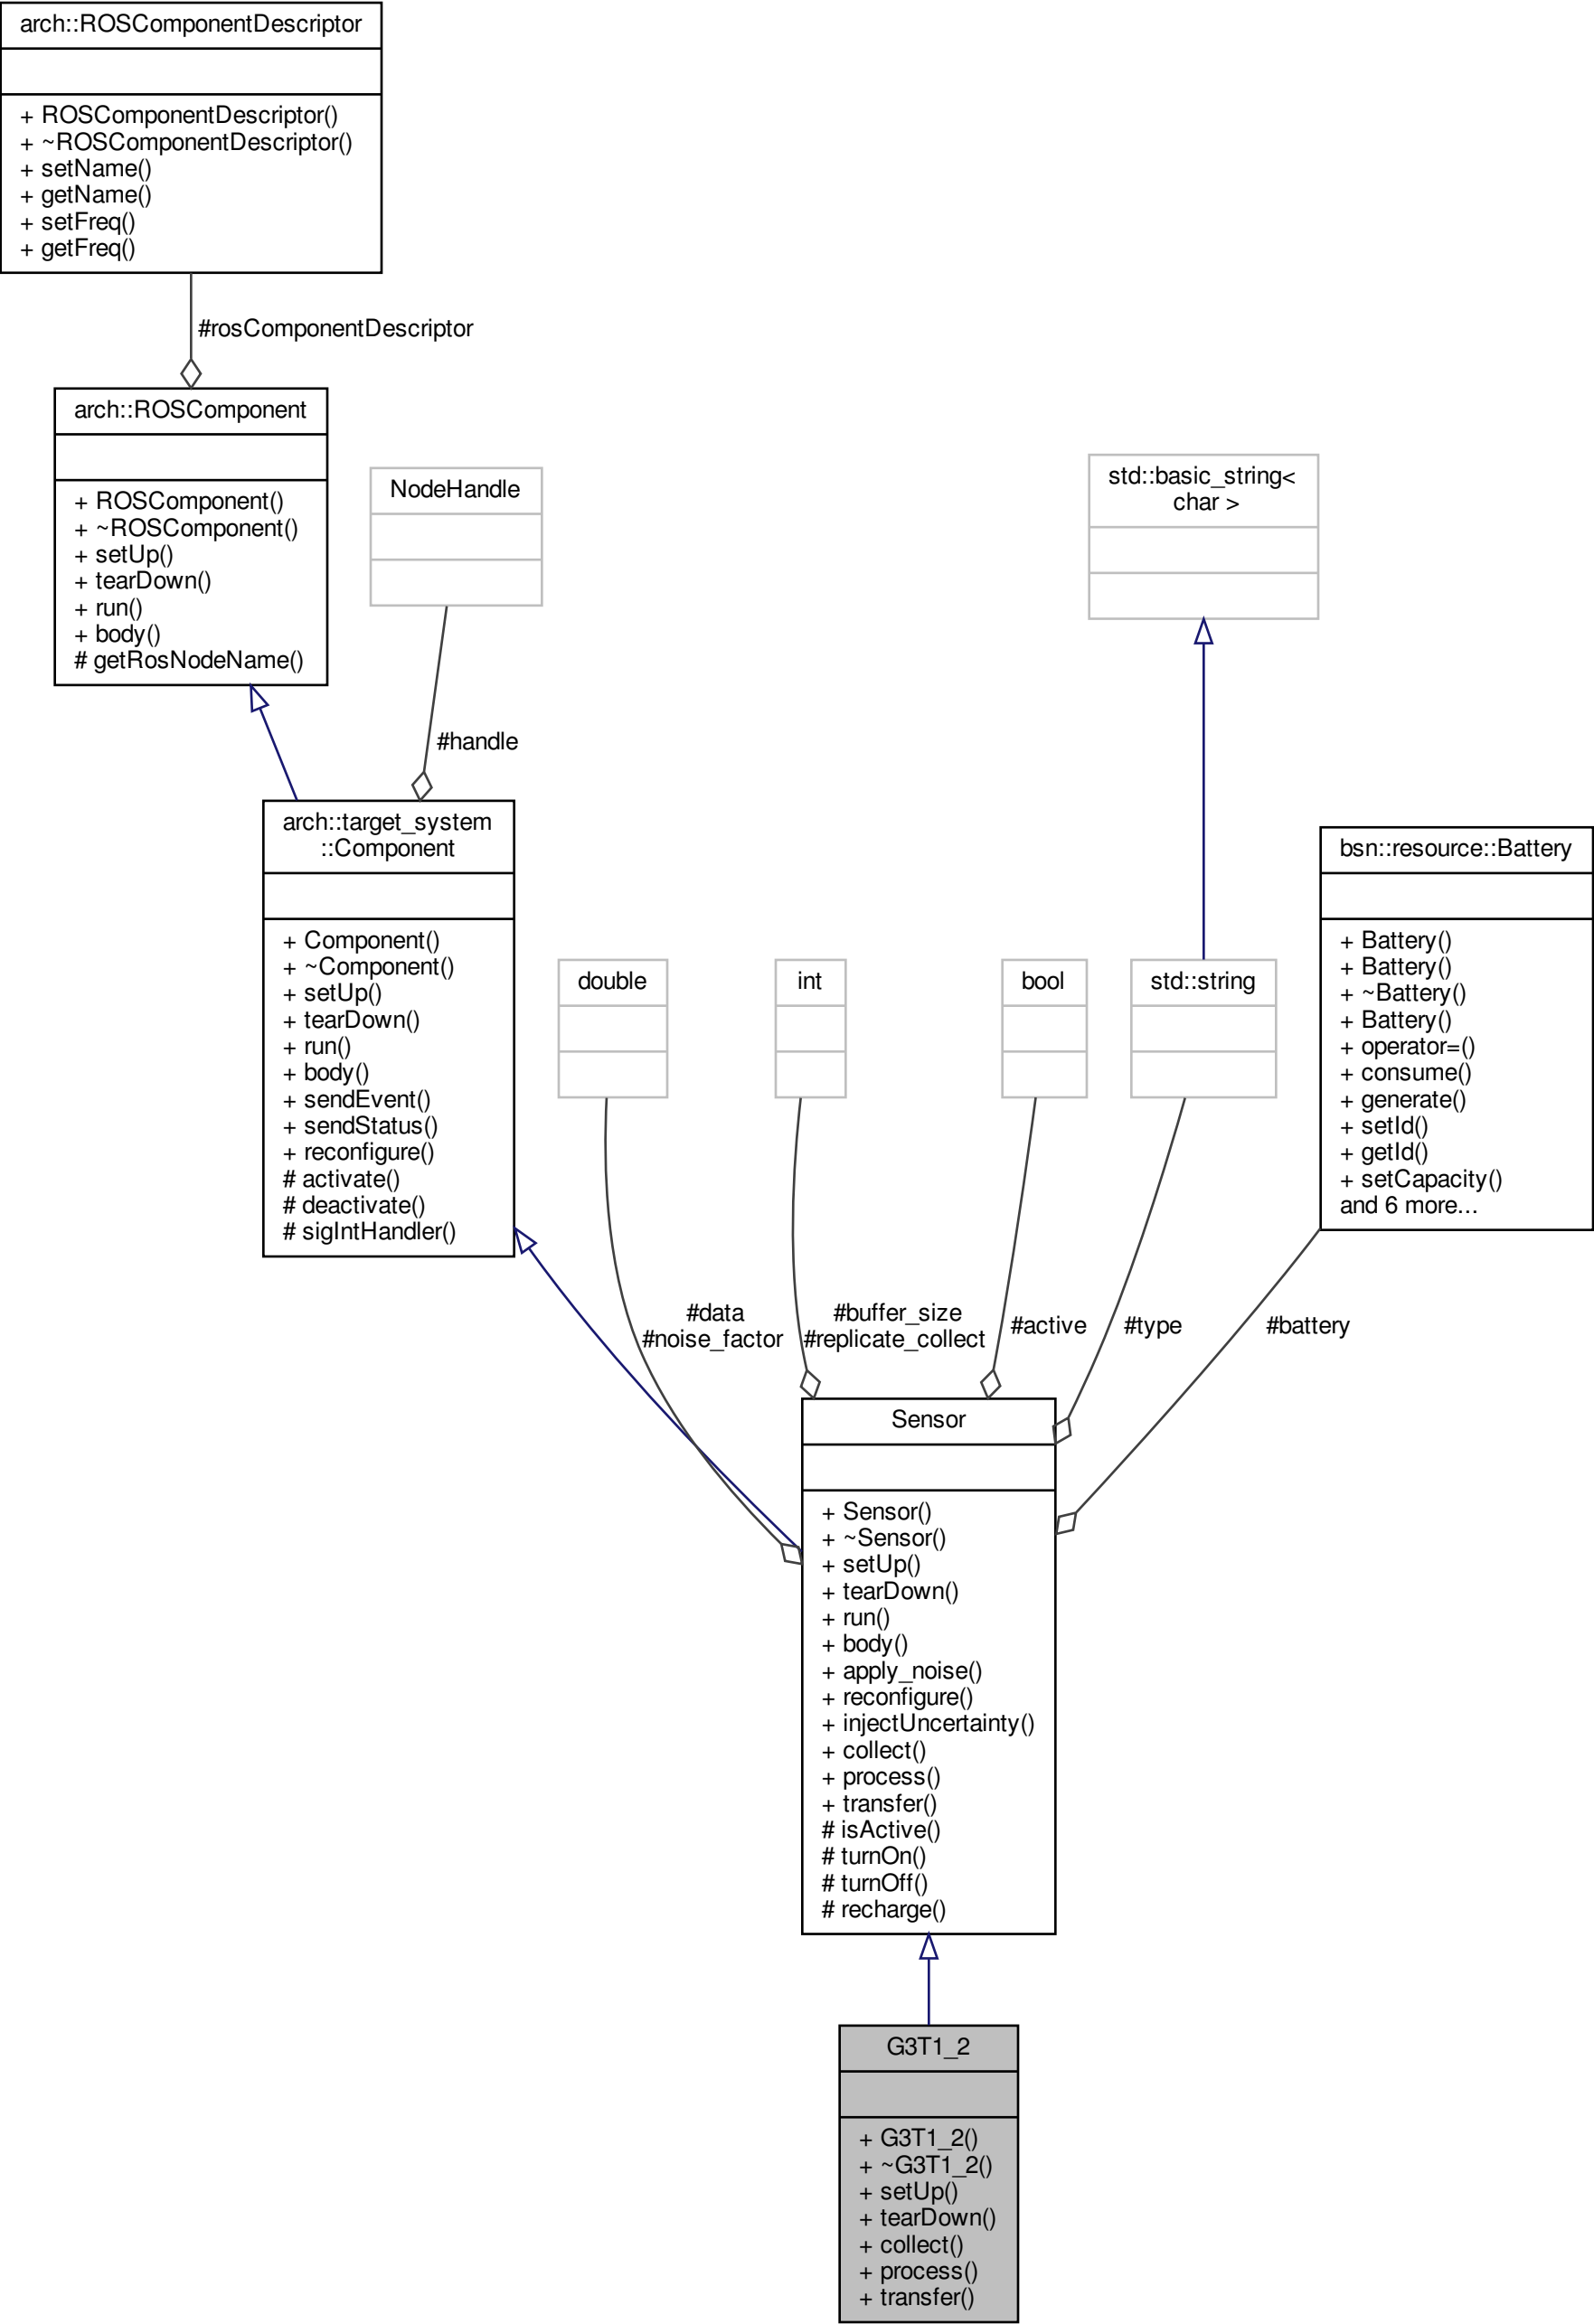 arch::ROSComponentDescriptor
+ ROSComponentDescriptor()
+ ~ROSComponentDescriptor()
+ setName()
+ getName()
+ setFreq()
+ getFreq()
#rosComponentDescriptor
arch::ROSComponent
+ ROSComponent()
+ ~ROSComponent()
+ setUp()
+ tearDown()
+ run()
+ body()
# getRosNodeName()
NodeHandle
#handle
std::basic_string<
char >
arch::target_system
::Component
+ Component()
+ ~Component()
+ setUp()
+ tearDown()
+ run()
+ body()
+ sendEvent()
+ sendStatus()
+ reconfigure()
# activate()
# deactivate()
# sigIntHandler()
double
int
bool
std::string
bsn::resource::Battery
+ Battery()
+ Battery()
+ ~Battery()
+ Battery()
+ operator=()
+ consume()
+ generate()
+ setId()
+ getId()
+ setCapacity()
and 6 more...
#data
#noise_factor
#buffer_size
#replicate_collect
#active
#type
#battery
Sensor
+ Sensor()
+ ~Sensor()
+ setUp()
+ tearDown()
+ run()
+ body()
+ apply_noise()
+ reconfigure()
+ injectUncertainty()
+ collect()
+ process()
+ transfer()
# isActive()
# turnOn()
# turnOff()
# recharge()
G3T1_2
+ G3T1_2()
+ ~G3T1_2()
+ setUp()
+ tearDown()
+ collect()
+ process()
+ transfer()